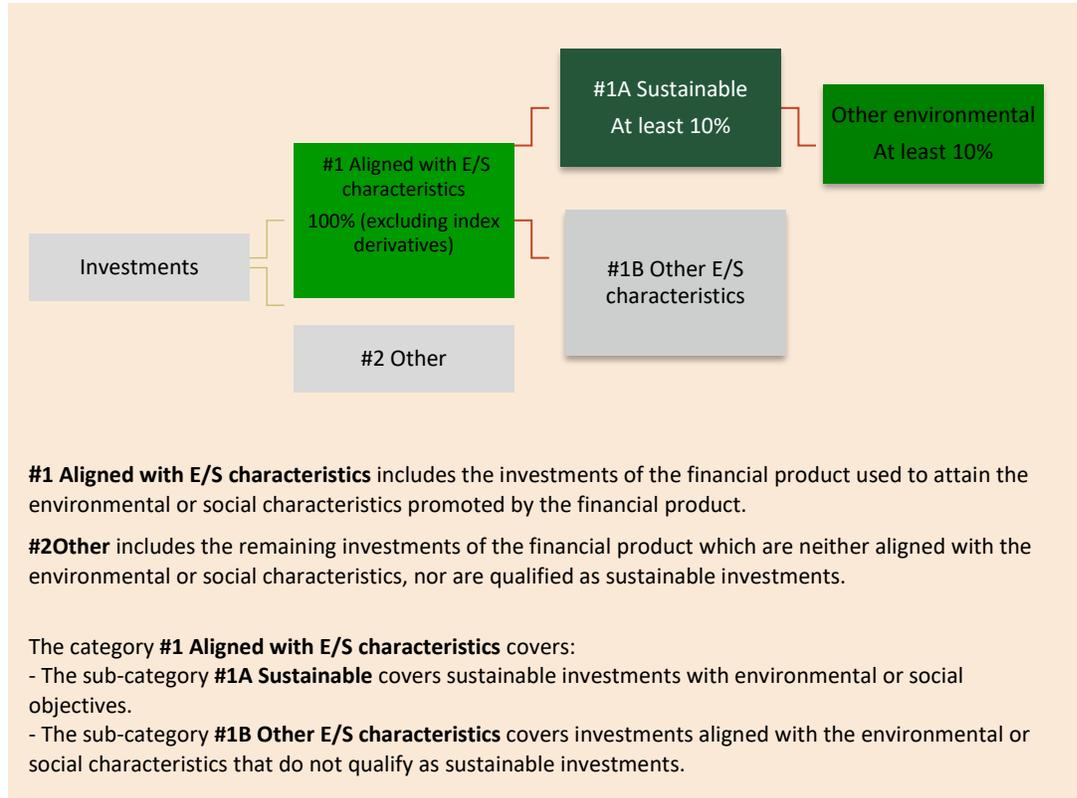 #1A Sustainable
At least 10%
Other environmental
At least 10%
#1 Aligned with E/S
characteristics
100% (excluding index
derivatives)
Investments
#1B Other E/S
characteristics
#2 Other
#1 Aligned with E/S characteristics includes the investments of the financial product used to attain the
environmental or social characteristics promoted by the financial product.
#2Other includes the remaining investments of the financial product which are neither aligned with the
environmental or social characteristics, nor are qualified as sustainable investments.
The category #1 Aligned with E/S characteristics covers:
- The sub-category #1A Sustainable covers sustainable investments with environmental or social
objectives.
- The sub-category #1B Other E/S characteristics covers investments aligned with the environmental or
social characteristics that do not qualify as sustainable investments.